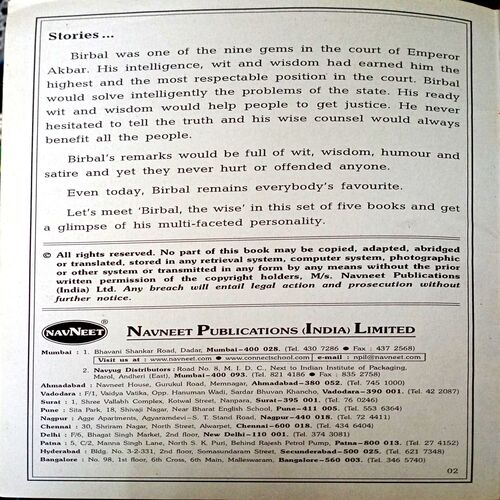 Stories ...
Birbal was one of the nine gems in the court of Emperor
Akbar. His intelligence, wit and wisdom had earned him the
highest and the most respectable position in the court. Birbal
would solve intelligently the problems of the state. His ready
wit and wisdom would help people to get justice. He never
hesitated to tell the truth and his wise counsel would always
benefit all the people.
Birbal's remarks would be full of wit, wisdom, humour and
satire and yet they never hurt or offended anyone.
Even today, Birbal remains everybody's favourite.
Let's meet 'Birbal, the wise' in this set of five books and get
a glimpse of his multi-faceted personality.
© All rights reserved. No part of this book may be copied, adapted, abridged
or translated, stored in any retrieval system, computer system, photographic
or other system or transmitted in any form by any means without the prior
written permission of the copyright holders, M/s. Navneet Publications
(India) Ltd. Any breach will entail legal action and prosecution without
further notice.
NAVNEET® NAVNEET PUBLICATIONS (INDIA) LIMITED
Mumbai : 1. Bhavani Shankar Road, Dadar, Mumbai-400 028. (Tel. 430 7286 ● Fax : 437 2568)
Visit us at : www.navneet.com ● www.connectschool.com | e-mail : npil@navneet.com
2. Navyug Distributors : Road No. 8, M. I. D. C., Next to Indian Institute of Packaging,
Marol, Andheri (East), Mumbai-400 093. (Tel. 821 4186 ● Fax : 835 2758)
Ahmadabad : Navneet House, Gurukul Road, Memnagar, Ahmadabad-380 052. (Tel. 745 1000)
Vadodara : F/1, Vaidya Vatika, Opp. Hanuman Wadi, Sardar Bhuvan Khancho, Vadodara-390 001. (Tel. 42 2087)
Surat : 1, Shree Vallabh Complex, Kotwal Street, Nanpara, Surat-395 001. (Tel. 76 0246)
Pune : Sita Park, 18, Shivaji Nagar, Near Bharat English School, Pune-411 005. (Tel. 553 6364)
Nagpur : Agge Apartments, Agyaramdevi - S. T. Stand Road, Nagpur-440 018. (Tel. 72 4411)
Chennai : 30, Shriram Nagar, North Street, Alwarpet, Chennai-600 018. (Tel. 434 6404)
Delhi : F/6, Bhagat Singh Market, 2nd floor, New Delhi-110 001. (Tel. 374 3081)
Patna : 5, C/2, Manna Singh Lane, North S. K. Puri, Behind Rajesh Petrol Pump, Patna-800 013. (Tel. 27 4152)
Hyderabad : Bldg. No. 3-2-331, 2nd floor, Somasundaram Street, Secunderabad-500 025. (Tel. 621 7348)
Bangalore : No. 98, 1st floor, 6th Cross, 6th Main, Malleswaram, Bangalore-560 003. (Tel. 346 5740)
02